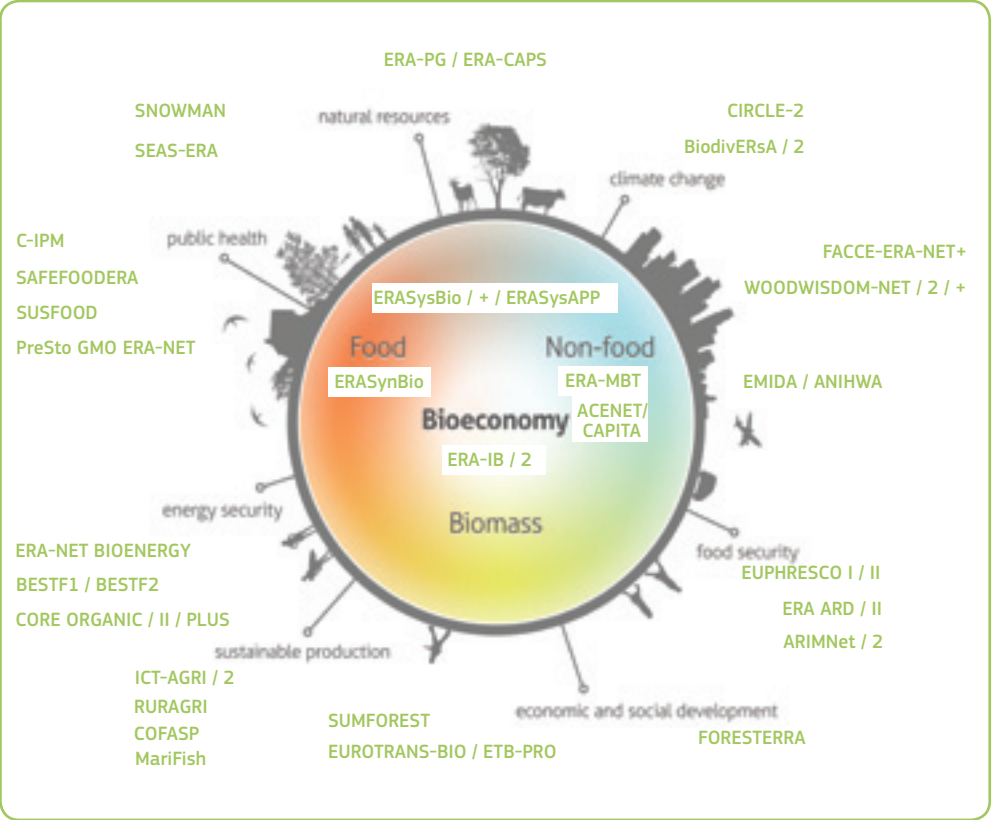 ERA-PG / ERA-CAPS
SNOWMAN
natural resources
CIRCLE-2
SEAS-ERA
BiodivERsA / 2
climate change
C-IPM
public health
FACCE-ERA-NET+
SAFEFOODERA
WOODWISDOM-NET / 2 / +
ERASysBio / + / ERASysAPP
SUSFOOD
PreSto GMO ERA-NET
Food
Non-food
ERASynBio
ERA-MBT
EMIDA / ANIHWA
Bioeconomy
ACENET/
CAPITA
ERA-IB / 2
energy security
Biomass
ERA-NET BIOENERGY
food security
BESTF1 / BESTF2
EUPHRESCO I / II
CORE ORGANIC / II / PLUS
ERA ARD / II
sustainable production
ARIMNet / 2
ICT-AGRI / 2
RURAGRI
economic and social development
COFASP
SUMFOREST
MariFish
EUROTRANS-BIO / ETB-PRO
FORESTERRA